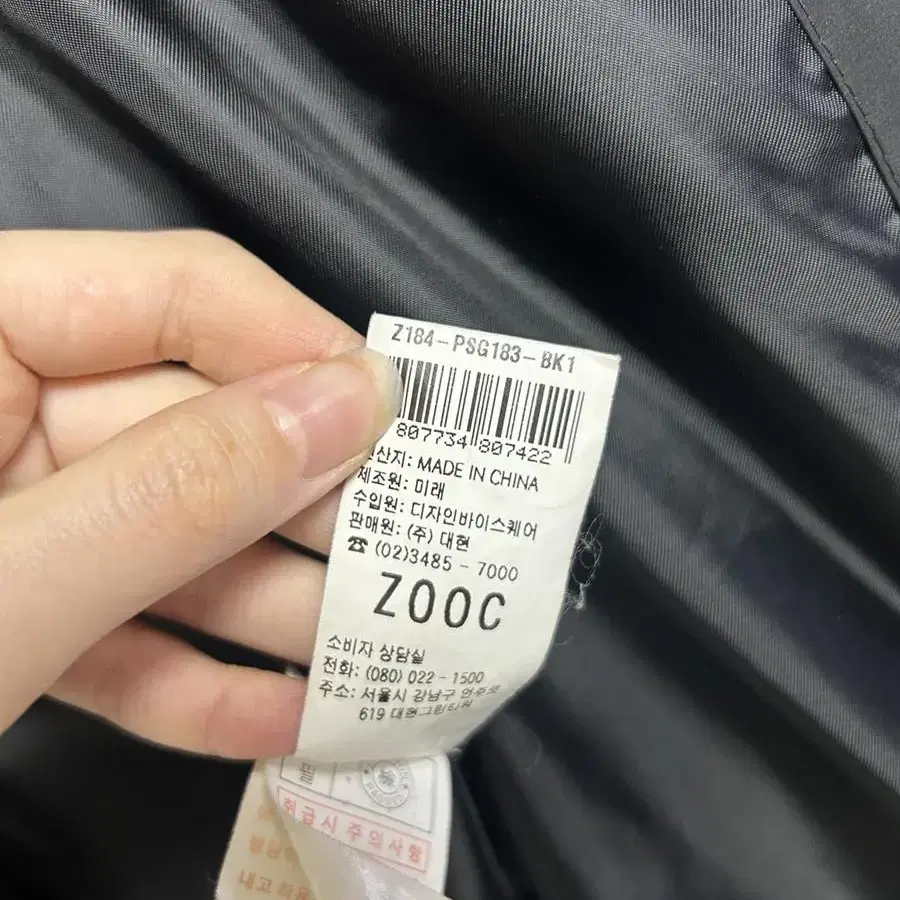 Z184-PSG183-BK1
807734 807422
원산지: MADE IN CHINA
제조원: 미래
수입원: 디자인바이스퀘어
판매원: (주) 대현
☎ (02)3485 - 7000
ZOOC
소비자 상담실
전화: (080) 022 - 1500
주소: 서울시 강남구 언주로
619 대현그린타워
취급시 주의사항